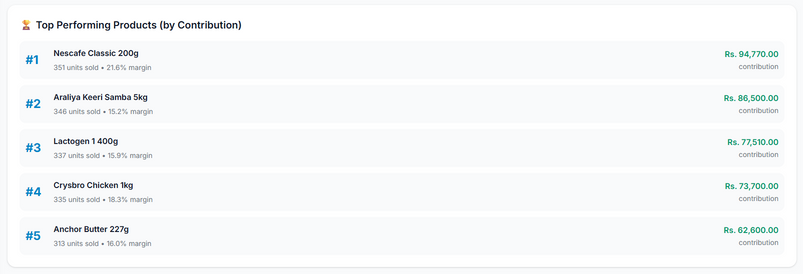 🏆 Top Performing Products (by Contribution)
#1
Nescafe Classic 200g
351 units sold • 21.6% margin
Rs. 94,770.00
contribution
#2
Araliya Keeri Samba 5kg
346 units sold • 15.2% margin
Rs. 86,500.00
contribution
#3
Lactogen 1 400g
337 units sold • 15.9% margin
Rs. 77,510.00
contribution
#4
Crysbro Chicken 1kg
335 units sold • 18.3% margin
Rs. 73,700.00
contribution
#5
Anchor Butter 227g
313 units sold • 16.0% margin
Rs. 62,600.00
contribution